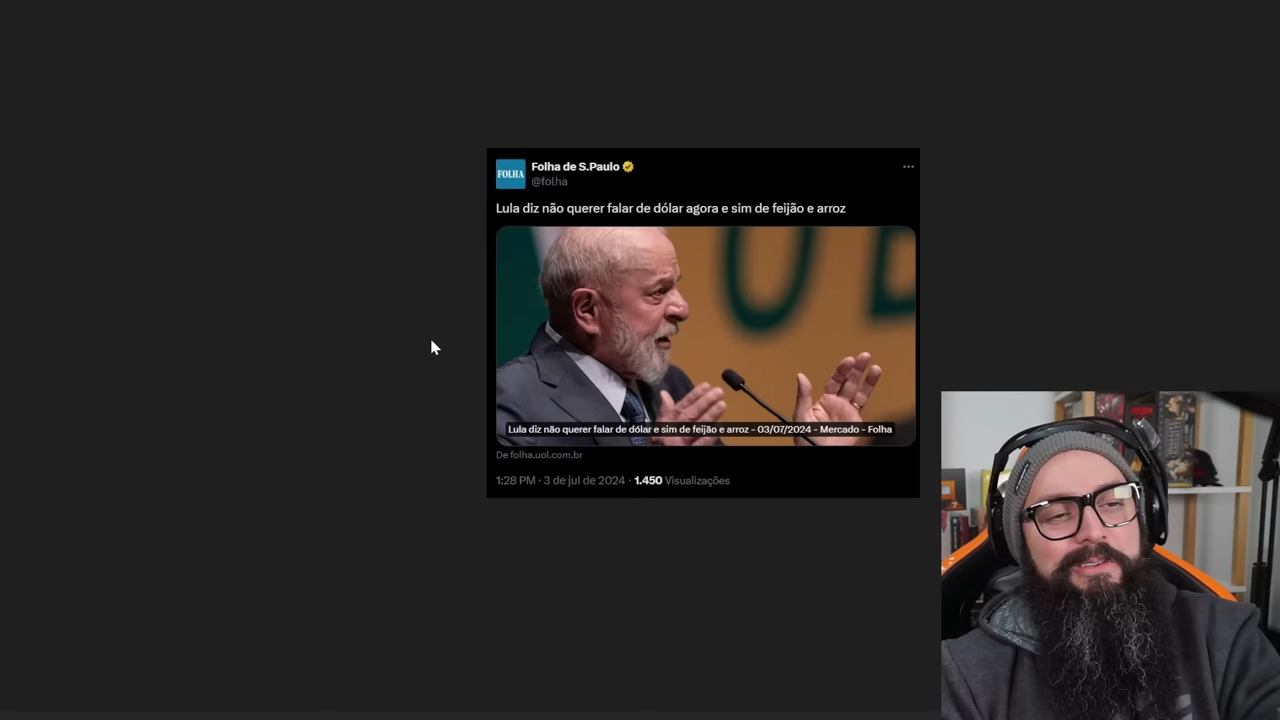 FOLHA
Folha de S.Paulo
@folha
Lula diz não querer falar de dólar agora e sim de feijão e arroz
U B
Lula diz não querer falar de dólar e sim de feijão e arroz - 03/07/2024 - Mercado - Folha
De folha.uol.com.br
1:28 PM · 3 de jul de 2024 · 1.450 Visualizações